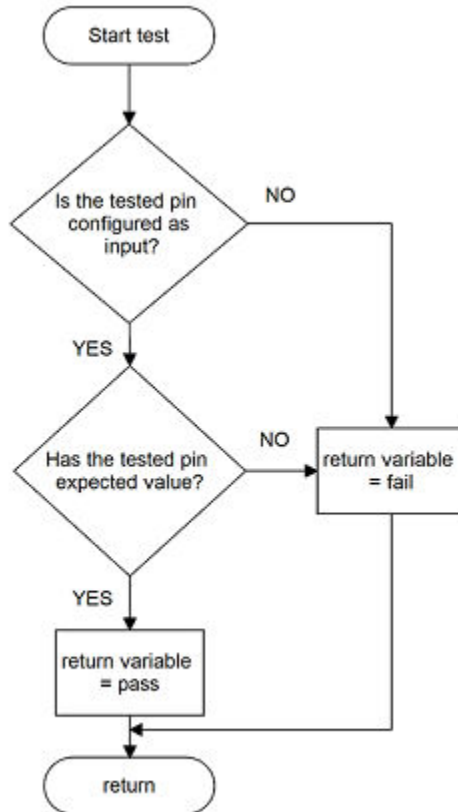 Start test
Is the tested pin
configured as
input?
NO
YES
Has the tested pin
expected value?
NO
return variable
= fail
YES
return variable
= pass
return